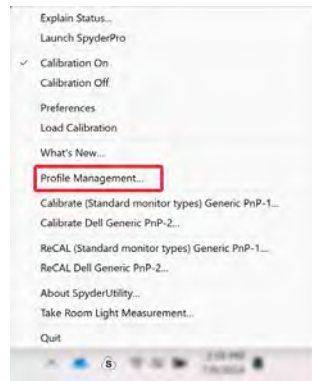 Explain Status...
Launch SpyderPro
Calibration On
Calibration Off
Preferences
Load Calibration
What's New...
Profile Management...
Calibrate (Standard monitor types) Generic PnP-1...
Calibrate Dell Generic PnP-2...
ReCAL (Standard monitor types) Generic PnP-1...
ReCAL Dell Generic PnP-2...
About SpyderUtility...
Take Room Light Measurement...
Quit
S